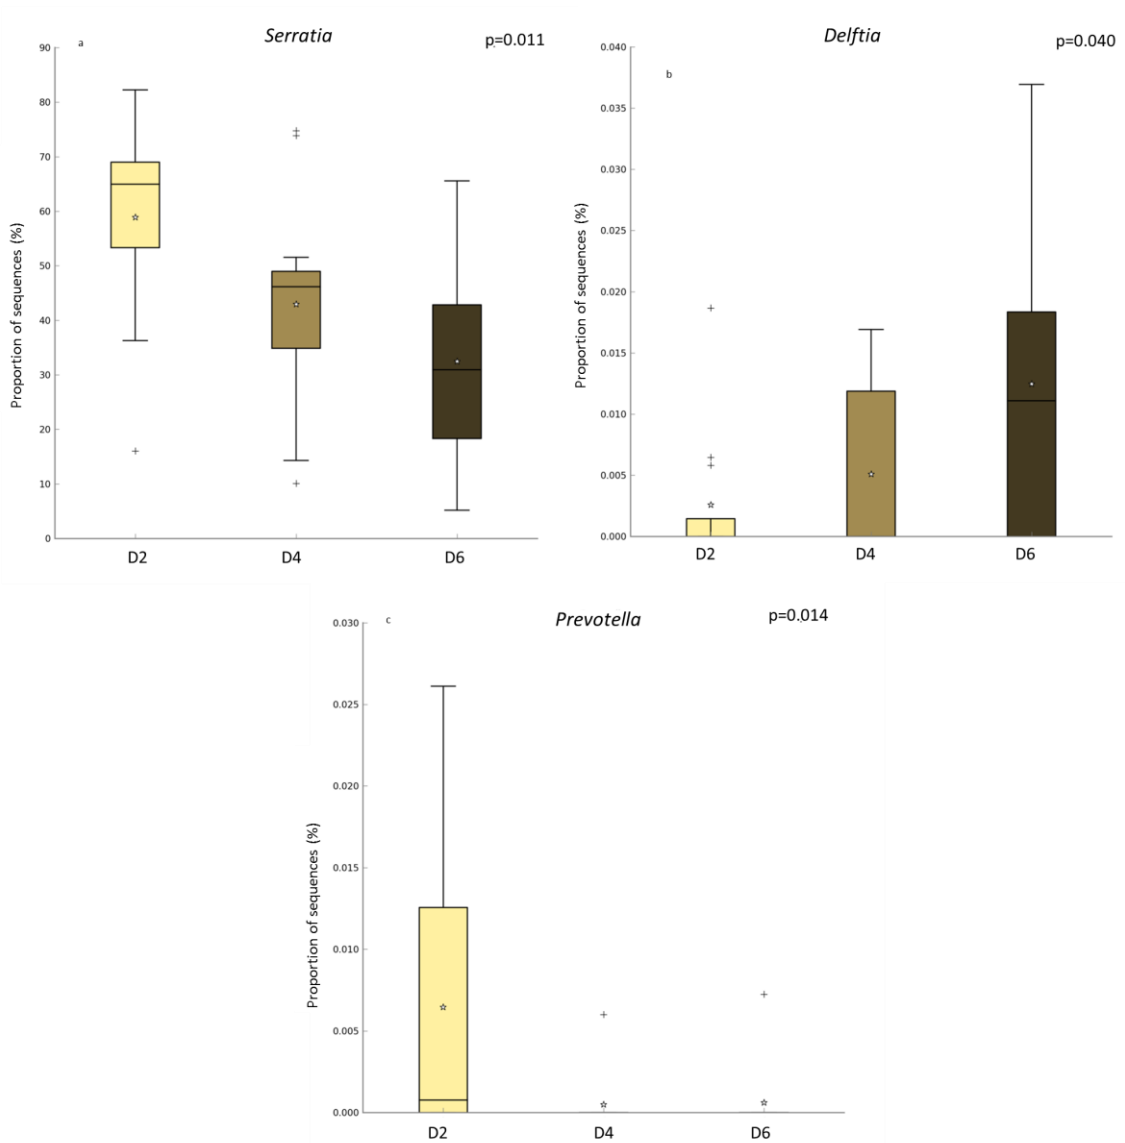 a
Serratia
p=0.011
90
80
70
60
50
40
30
20
10
0
Proportion of sequences (%)
D2
D4
D6
b
Delftia
p=0.040
0.040
0.035
0.030
0.025
0.020
0.015
0.010
0.005
0.000
Proportion of sequences (%)
D2
D4
D6
c
Prevotella
p=0.014
0.030
0.025
0.020
0.015
0.010
0.005
0.000
Proportion of sequences (%)
D2
D4
D6